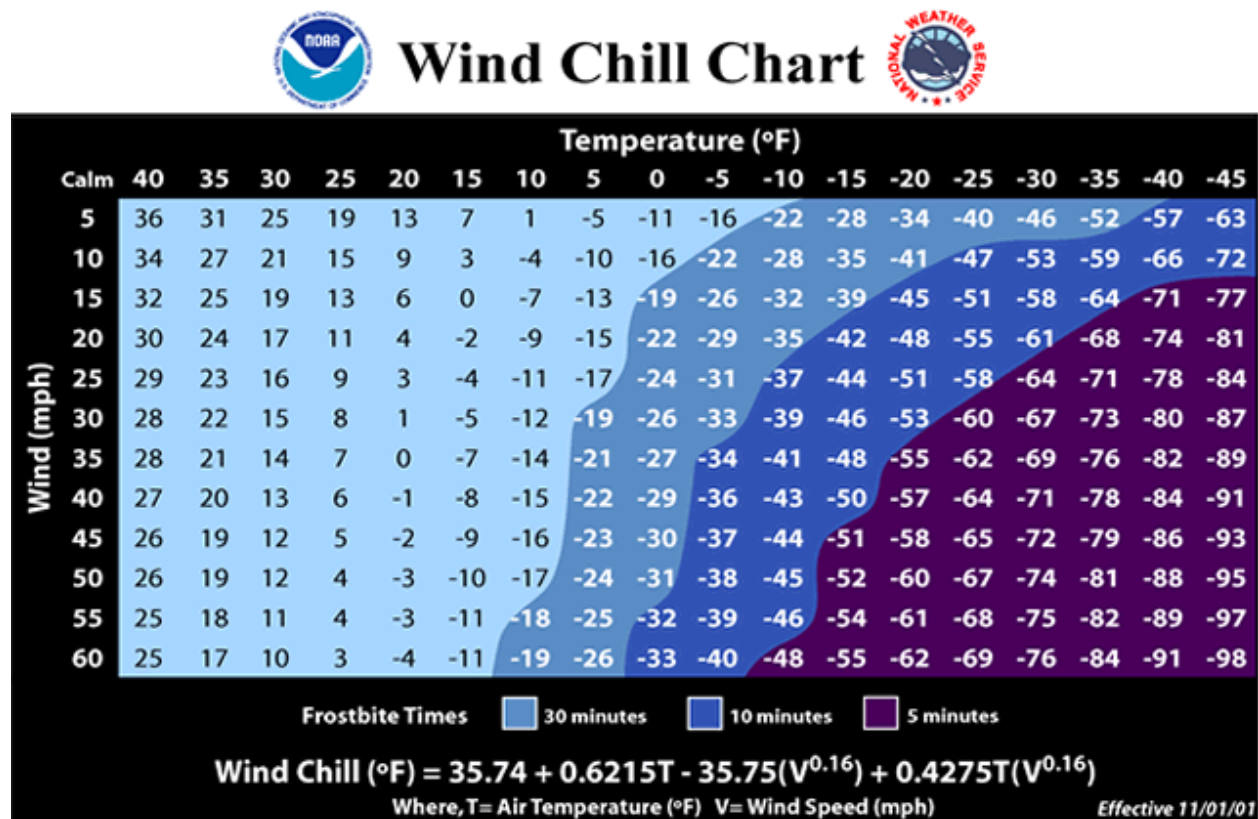 NOAA
NATIONAL OCEANIC AND ATMOSPHERIC ADMINISTRATION
U.S. DEPARTMENT OF COMMERCE
Wind Chill Chart
NATIONAL WEATHER SERVICE
Temperature (ºF)
Calm 40 35 30 25 20 15 10 5 0 -5 -10 -15 -20 -25 -30 -35 -40 -45
Wind (mph)
5 36 31 25 19 13 7 1 -5 -11 -16 -22 -28 -34 -40 -46 -52 -57 -63
10 34 27 21 15 9 3 -4 -10 -16 -22 -28 -35 -41 -47 -53 -59 -66 -72
15 32 25 19 13 6 0 -7 -13 -19 -26 -32 -39 -45 -51 -58 -64 -71 -77
20 30 24 17 11 4 -2 -9 -15 -22 -29 -35 -42 -48 -55 -61 -68 -74 -81
25 29 23 16 9 3 -4 -11 -17 -24 -31 -37 -44 -51 -58 -64 -71 -78 -84
30 28 22 15 8 1 -5 -12 -19 -26 -33 -39 -46 -53 -60 -67 -73 -80 -87
35 28 21 14 7 0 -7 -14 -21 -27 -34 -41 -48 -55 -62 -69 -76 -82 -89
40 27 20 13 6 -1 -8 -15 -22 -29 -36 -43 -50 -57 -64 -71 -78 -84 -91
45 26 19 12 5 -2 -9 -16 -23 -30 -37 -44 -51 -58 -65 -72 -79 -86 -93
50 26 19 12 4 -3 -10 -17 -24 -31 -38 -45 -52 -60 -67 -74 -81 -88 -95
55 25 18 11 4 -3 -11 -18 -25 -32 -39 -46 -54 -61 -68 -75 -82 -89 -97
60 25 17 10 3 -4 -11 -19 -26 -33 -40 -48 -55 -62 -69 -76 -84 -91 -98
Frostbite Times 30 minutes 10 minutes 5 minutes
Wind Chill (ºF) = 35.74 + 0.6215T - 35.75(V^0.16) + 0.4275T(V^0.16)
Where, T= Air Temperature (ºF) V= Wind Speed (mph) Effective 11/01/01